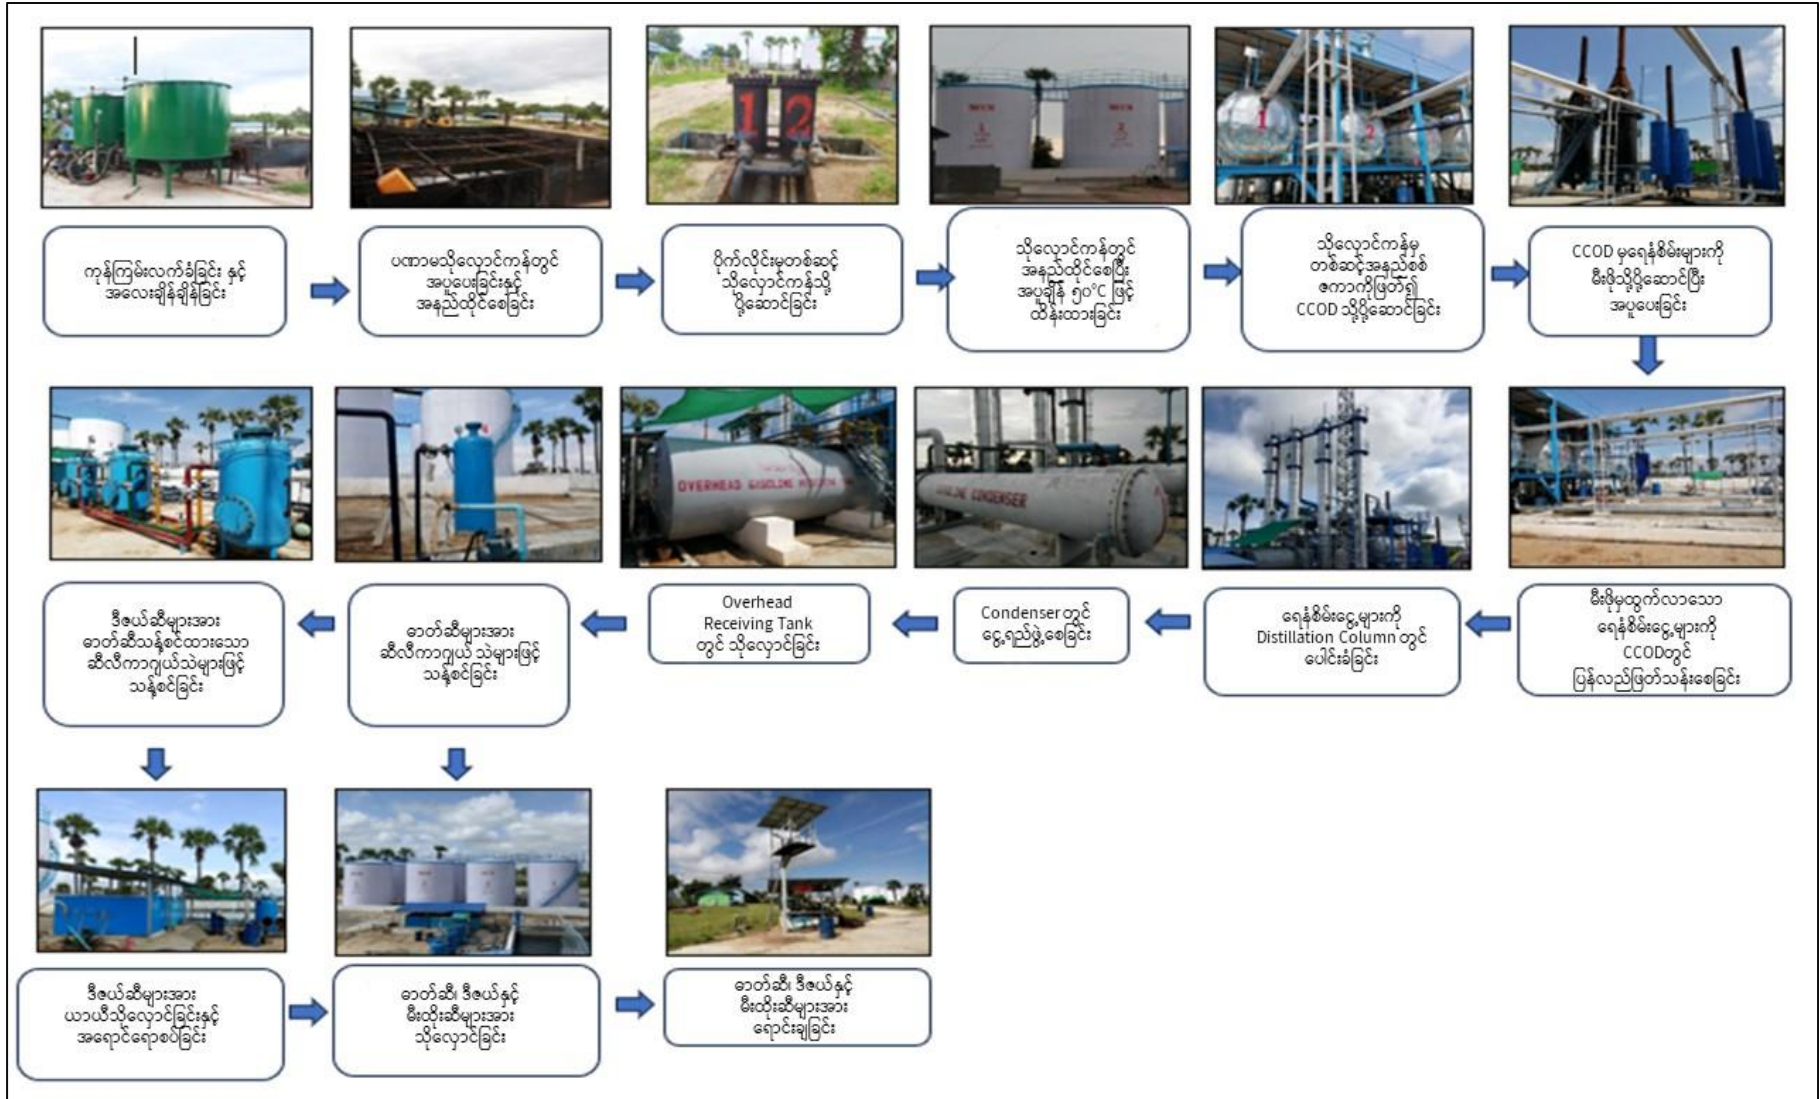 1 2
1
2
ကုန်ကြမ်းလက်ခံခြင်း နှင့်
အလေးချိန်ချိန်ခြင်း
ပဏာမသိုလှောင်ကန်တွင်
အပူပေးခြင်းနှင့်
အနည်ထိုင်စေခြင်း
ပိုက်လိုင်းမှတစ်ဆင့်
သိုလှောင်ကန်သို့
ပို့ဆောင်ခြင်း
သိုလှောင်ကန်တွင်
အနည်ထိုင်စေပြီး
အပူချိန် ၅၀°C ဖြင့်
ထိန်းထားခြင်း
သိုလှောင်ကန်မှ
တစ်ဆင့်အနည်စစ်
ဇကာကိုဖြတ်၍
CCOD သို့ပို့ဆောင်ခြင်း
CCOD မှရေနံစိမ်းများကို
မီးဖိုသို့ပို့ဆောင်ပြီး
အပူပေးခြင်း
OVERHEAD GASOLINE
GASOLINE CONDENSER
ဒီဇယ်ဆီများအား
ဓာတ်ဆီသန့်စင်ထားသော
ဆီလီကာဂျယ်သဲများဖြင့်
သန့်စင်ခြင်း
ဓာတ်ဆီများအား
ဆီလီကာဂျယ် သဲများဖြင့်
သန့်စင်ခြင်း
Overhead
Receiving Tank
တွင် သိုလှောင်ခြင်း
Condenser တွင်
ငွေ့ရည်ဖွဲ့စေခြင်း
ရေနံစိမ်းငွေ့များကို
Distillation Column တွင်
ပေါင်းခံခြင်း
မီးဖိုမှထွက်လာသော
ရေနံစိမ်းငွေ့များကို
CCODတွင်
ပြန်လည်ဖြတ်သန်းစေခြင်း
ဒီဇယ်ဆီများအား
ယာယီသိုလှောင်ခြင်းနှင့်
အရောင်ရောစပ်ခြင်း
ဓာတ်ဆီ၊ ဒီဇယ်နှင့်
မီးထိုးဆီများအား
သိုလှောင်ခြင်း
ဓာတ်ဆီ၊ ဒီဇယ်နှင့်
မီးထိုးဆီများအား
ရောင်းချခြင်း